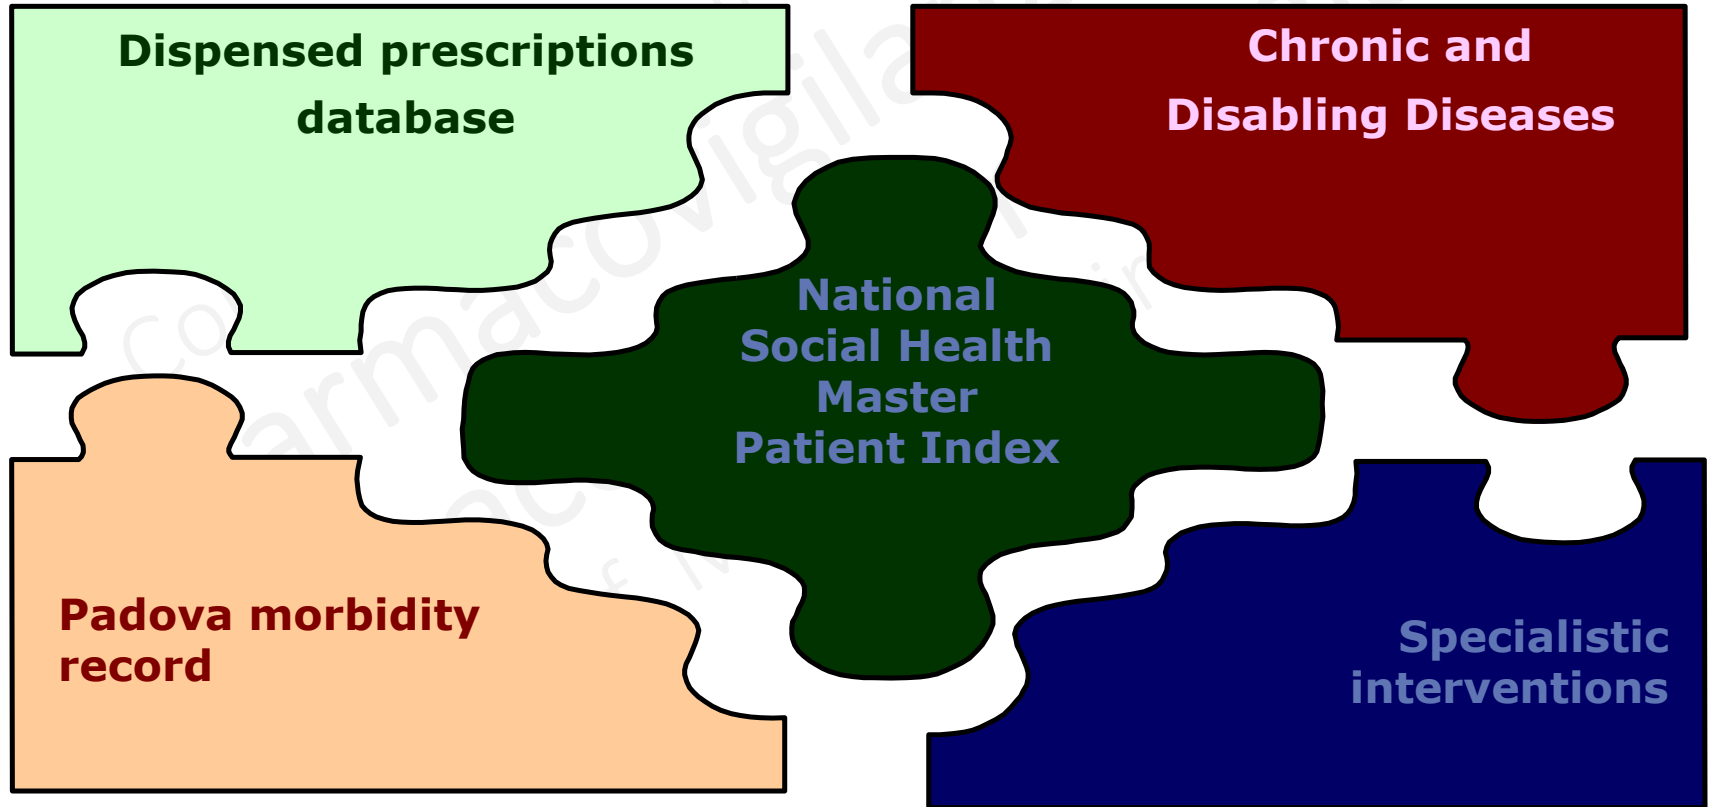 Dispensed prescriptions
database
Chronic and
Disabling Diseases
National
Social Health
Master
Patient Index
Padova morbidity
record
Specialistic
interventions